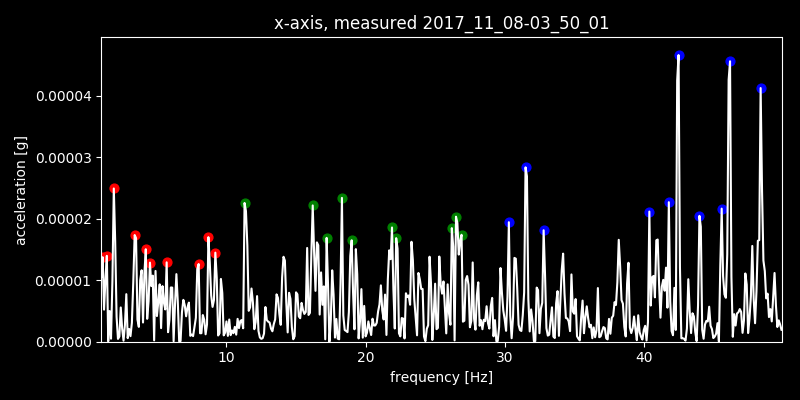 x-axis, measured 2017_11_08-03_50_01
acceleration [g]
0.00004
0.00003
0.00002
0.00001
0.00000
10 20 30 40
frequency [Hz]